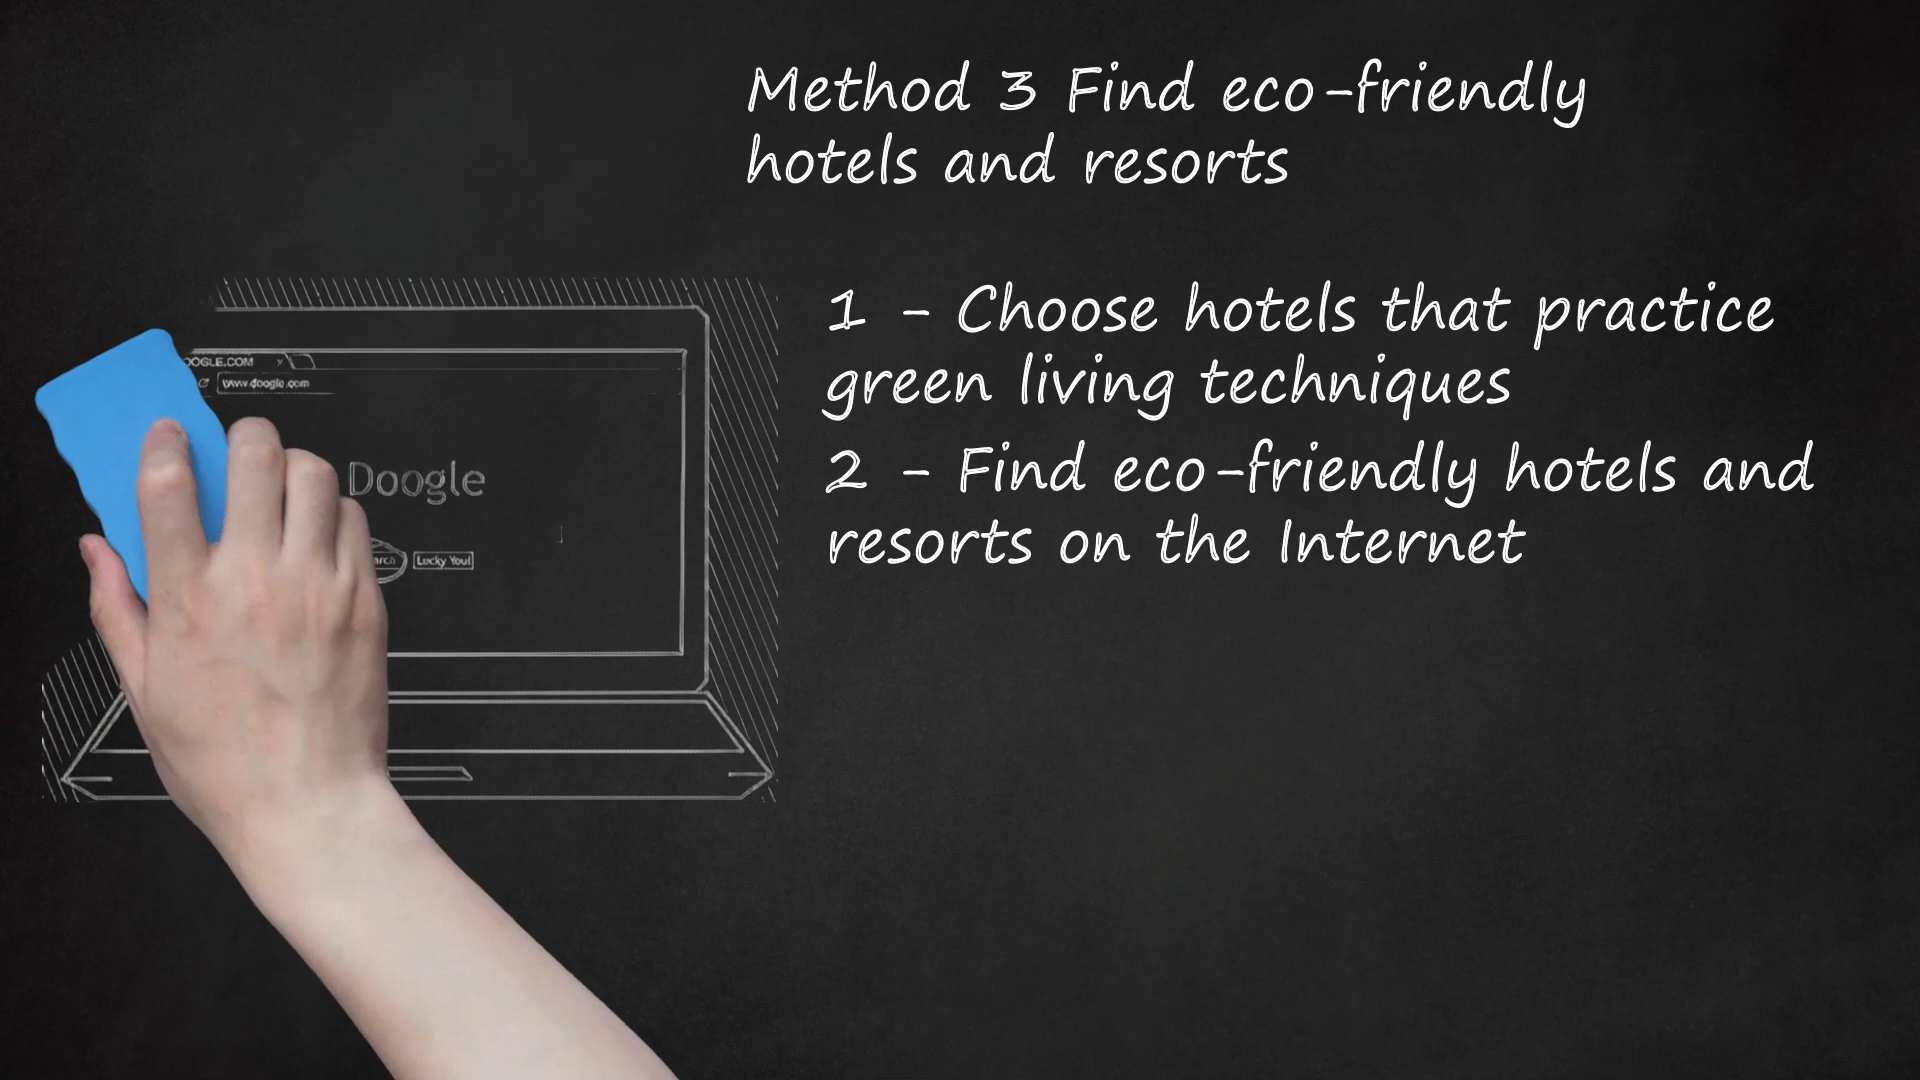 Method 3 Find eco-friendly
hotels and resorts
1 - Choose hotels that practice
green living techniques
2 - Find eco-friendly hotels and
resorts on the Internet
OOGLE.COM
www.doogle.com
Doogle
Lucky You!